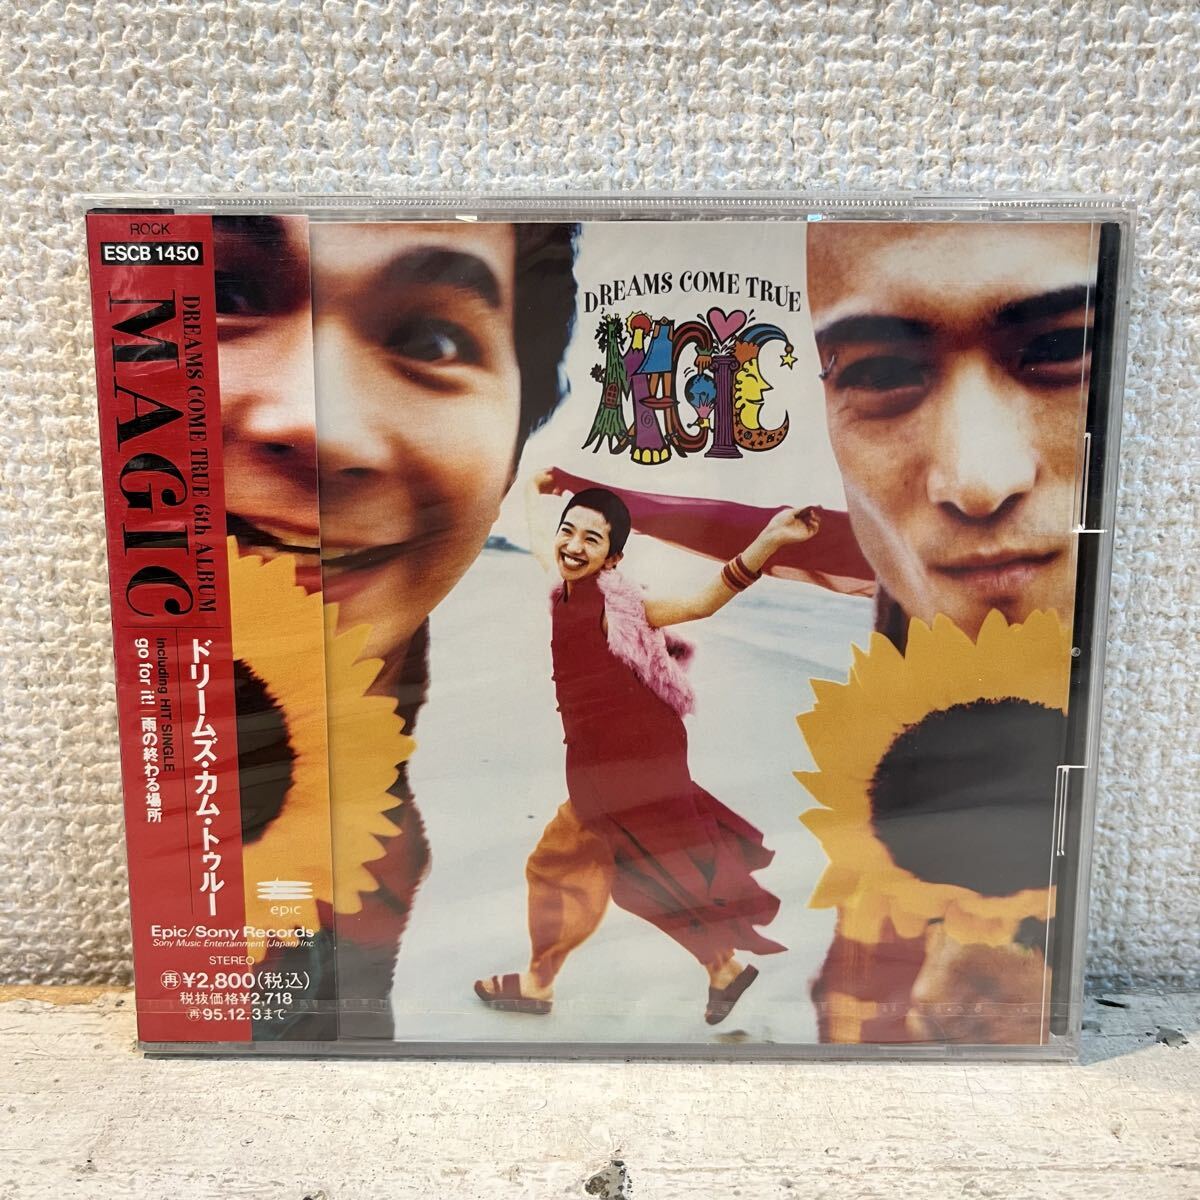 ROCK
ESCB 1450
DREAMS COME TRUE 6th ALBUM
MAGIC
including HIT SINGLE
go for it! | 雨の終わる場所
ドリームズ・カム・トゥルー
epic
Epic/Sony Records
Sony Music Entertainment (Japan) Inc.
STEREO
再¥2,800(税込)
税抜価格¥2,718
再95.12.3まで
DREAMS COME TRUE
MAGIC